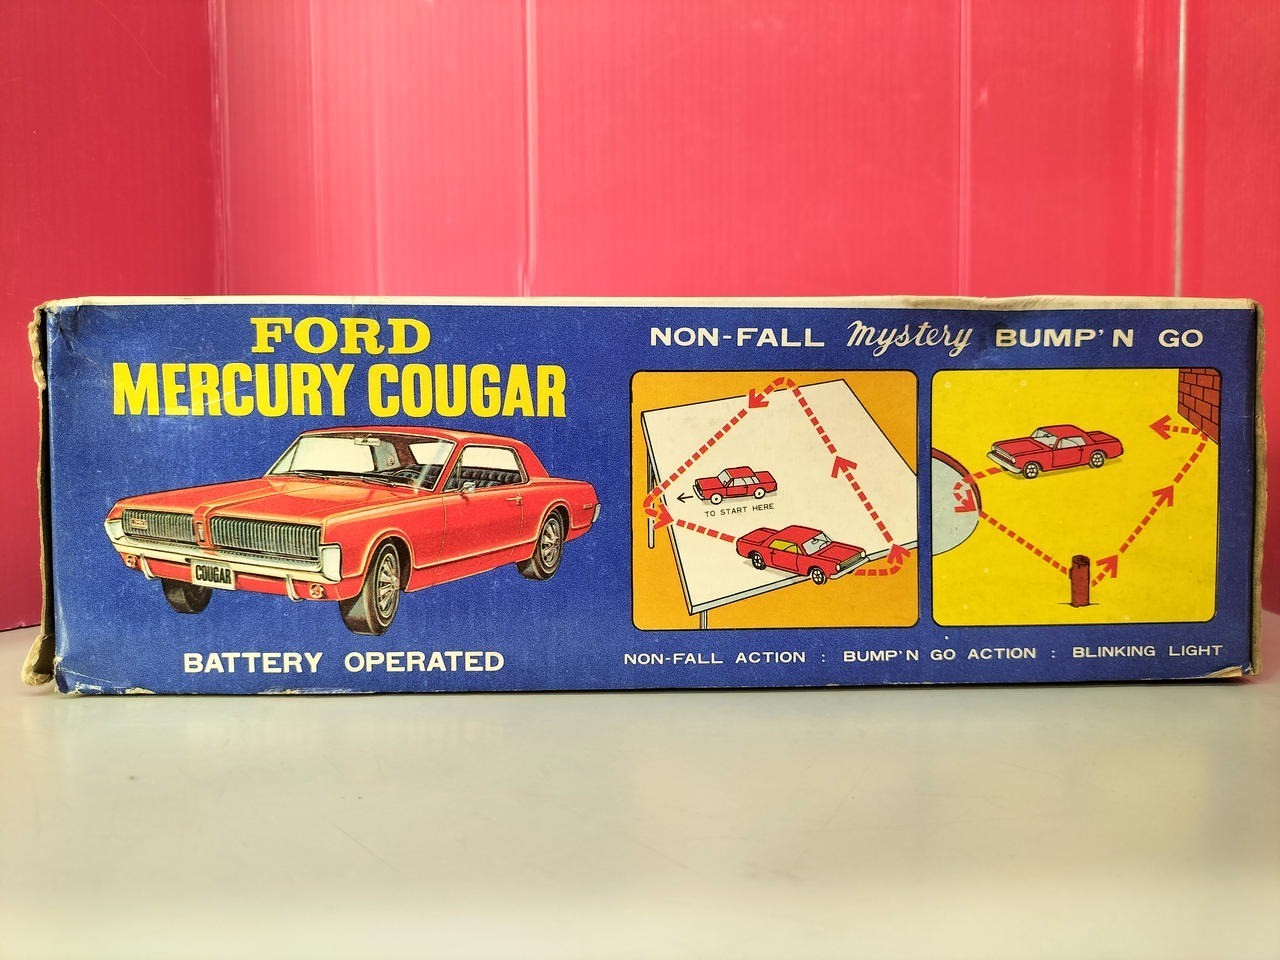 FORD
MERCURY COUGAR
COUGAR
BATTERY OPERATED
NON-FALL Mystery BUMP'N GO
TO START HERE
NON-FALL ACTION : BUMP'N GO ACTION : BLINKING LIGHT